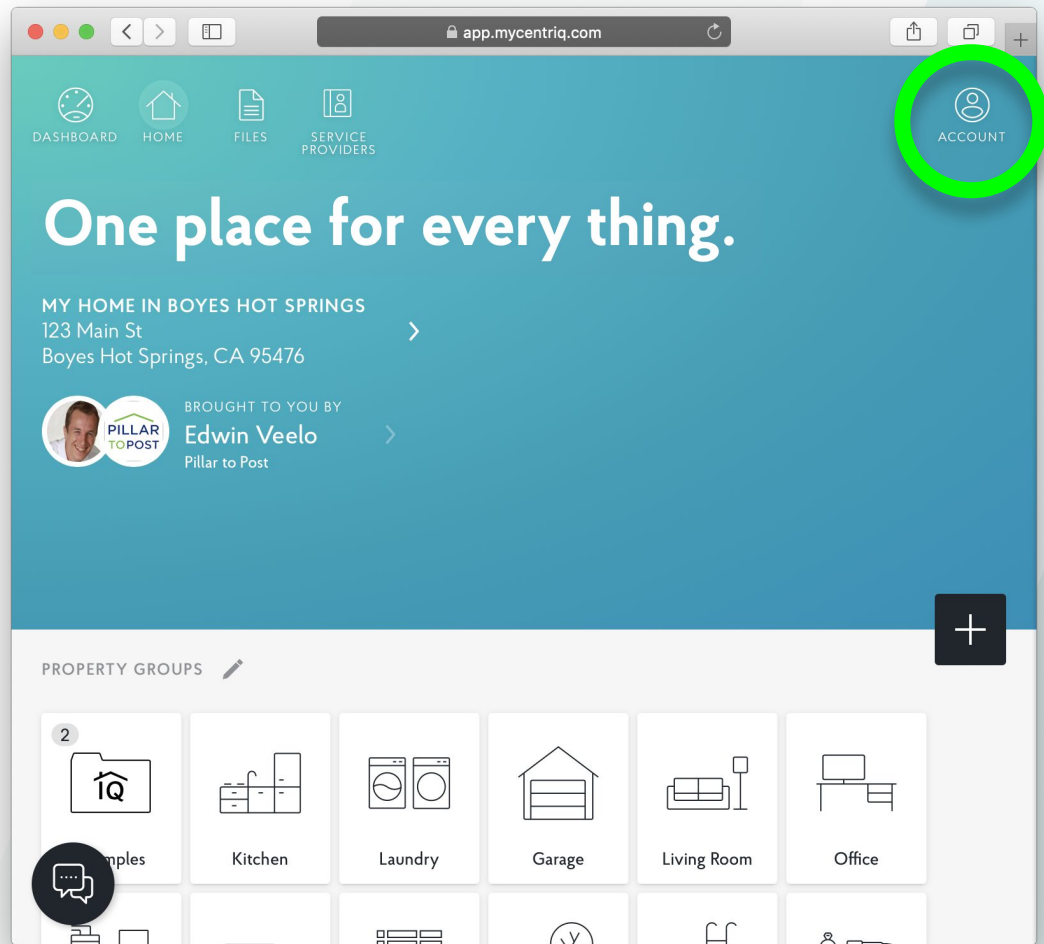 app.mycentriq.com
DASHBOARD
HOME
FILES
SERVICE
PROVIDERS
ACCOUNT
One place for every thing.
MY HOME IN BOYES HOT SPRINGS
123 Main St
Boyes Hot Springs, CA 95476
PILLAR
TOPOST
BROUGHT TO YOU BY
Edwin Veelo
Pillar to Post
PROPERTY GROUPS
2
IQ
Kitchen
Laundry
Garage
Living Room
Office